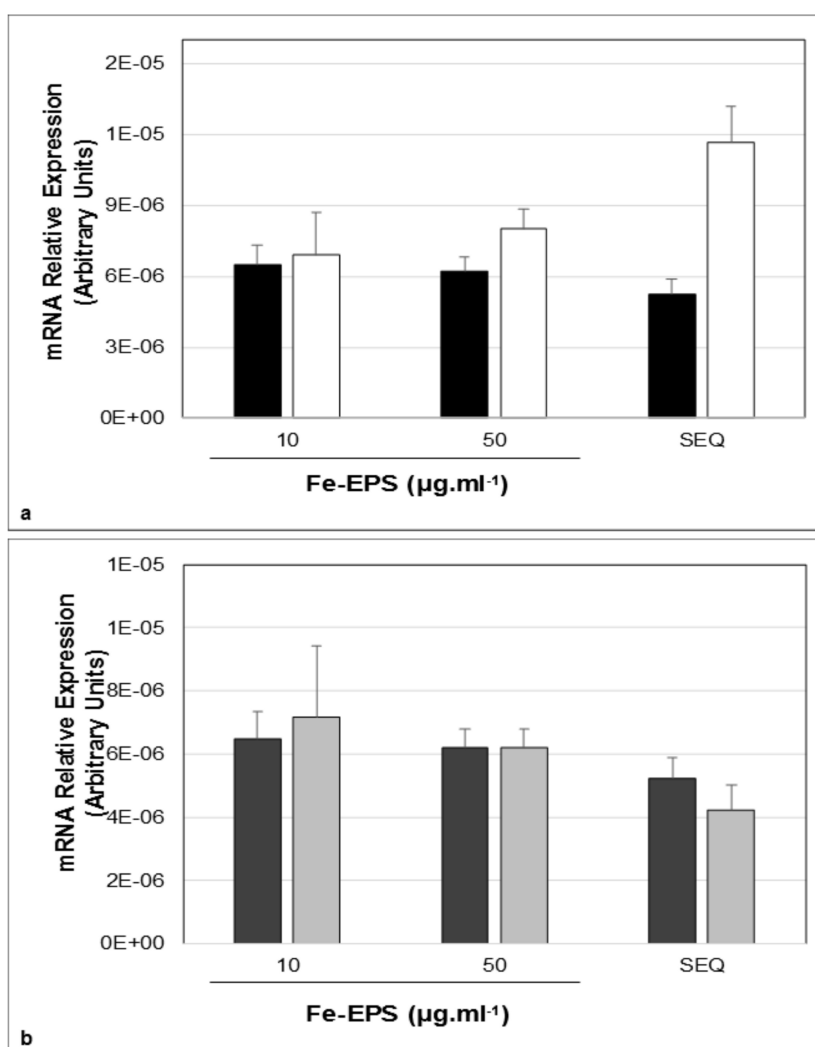 mRNA Relative Expression
(Arbitrary Units)
2E-05
1E-05
9E-06
6E-06
3E-06
0E+00
10
50
SEQ
Fe-EPS (µg.ml-1)
a
mRNA Relative Expression
(Arbitrary Units)
1E-05
1E-05
8E-06
6E-06
4E-06
2E-06
0E+00
10
50
SEQ
Fe-EPS (µg.ml-1)
b